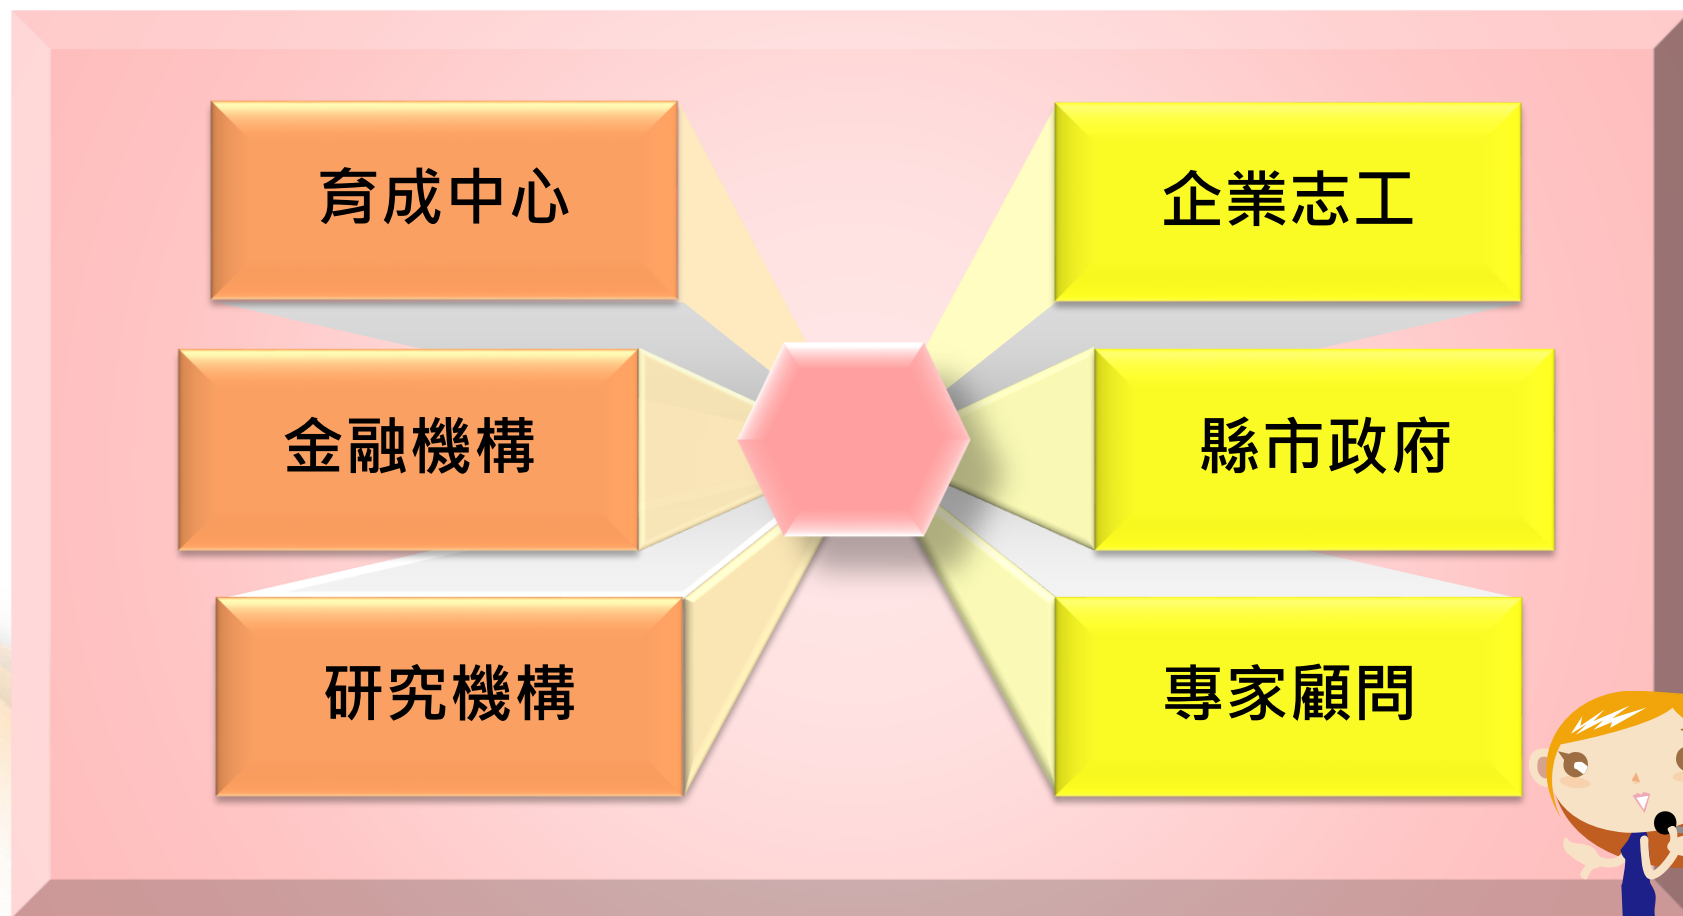 育成中心
企業志工
金融機構
縣市政府
研究機構
專家顧問